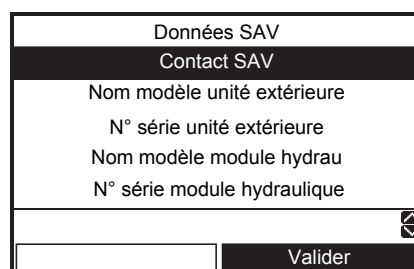 Données SAV
Contact SAV
Nom modèle unité extérieure
N° série unité extérieure
Nom modèle module hydrau
N° série module hydraulique
Valider